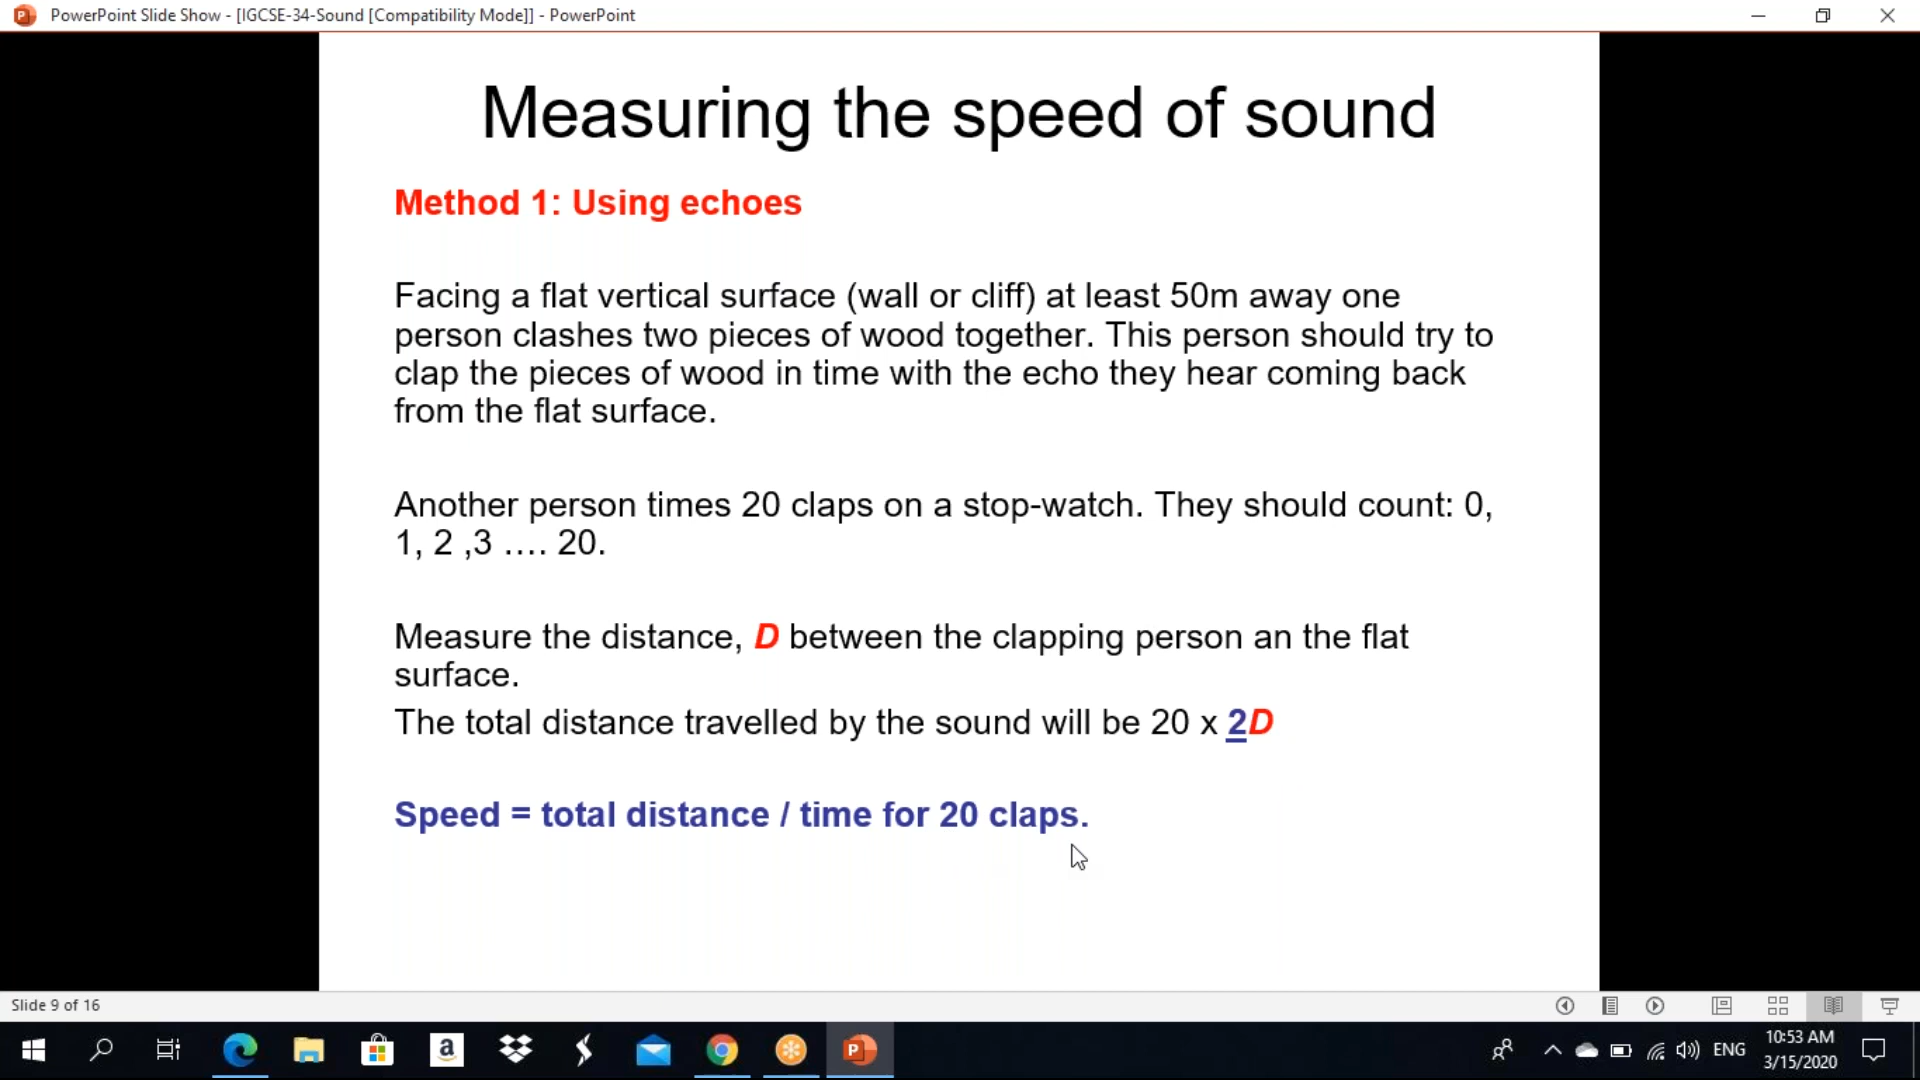 PowerPoint Slide Show - [IGCSE-34-Sound [Compatibility Mode]] - PowerPoint
Measuring the speed of sound
Method 1: Using echoes
Facing a flat vertical surface (wall or cliff) at least 50m away one
person clashes two pieces of wood together. This person should try to
clap the pieces of wood in time with the echo they hear coming back
from the flat surface.
Another person times 20 claps on a stop-watch. They should count: 0,
1, 2 ,3 …. 20.
Measure the distance, D between the clapping person an the flat
surface.
The total distance travelled by the sound will be 20 x 2D
Speed = total distance / time for 20 claps.
Slide 9 of 16
ENG
10:53 AM
3/15/2020